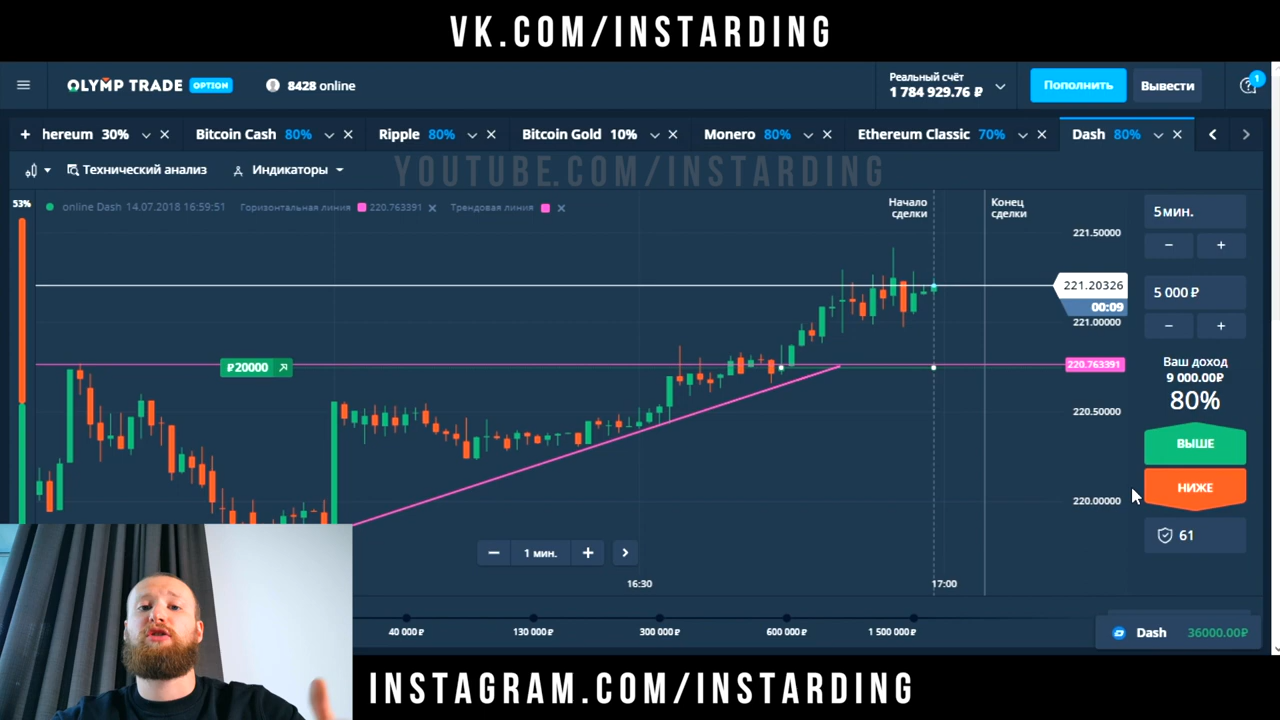 VK.COM/INSTARDING
OLYMP TRADE OPTION
8428 online
Реальный счёт
1 784 929.76 ₽
Пополнить
Вывести
1
hereum 30%
Bitcoin Cash 80%
Ripple 80%
Bitcoin Gold 10%
Monero 80%
Ethereum Classic 70%
Dash 80%
Технический анализ
Индикаторы
YOUTUBE.COM/INSTARDING
53%
online Dash 14.07.2018 16:59:51
Горизонтальная линия
220.763391
Трендовая линия
Начало
сделки
Конец
сделки
221.50000
221.20326
00:09
221.00000
220.763391
220.50000
220.00000
₽20000
5мин.
5 000 ₽
Ваш доход
9 000.00₽
80%
ВЫШЕ
НИЖЕ
61
1 мин.
16:30
17:00
40 000 ₽
130 000 ₽
300 000 ₽
600 000 ₽
1 500 000 ₽
Dash 36000.00₽
INSTAGRAM.COM/INSTARDING